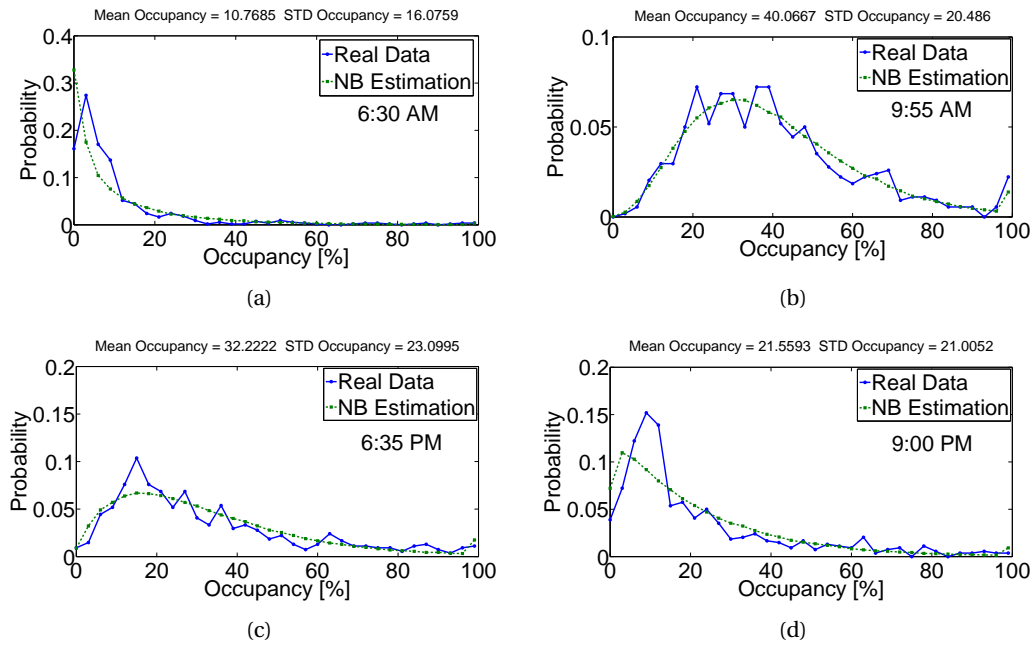 Mean Occupancy = 10.7685 STD Occupancy = 16.0759
0.4
0.3
0.2
0.1
0
Probability
Real Data
NB Estimation
6:30 AM
0 20 40 60 80 100
Occupancy [%]
(a)
Mean Occupancy = 40.0667 STD Occupancy = 20.486
0.1
0.05
0
Probability
Real Data
NB Estimation
9:55 AM
0 20 40 60 80 100
Occupancy [%]
(b)
Mean Occupancy = 32.2222 STD Occupancy = 23.0995
0.2
0.15
0.1
0.05
0
Probability
Real Data
NB Estimation
6:35 PM
0 20 40 60 80 100
Occupancy [%]
(c)
Mean Occupancy = 21.5593 STD Occupancy = 21.0052
0.2
0.15
0.1
0.05
0
Probability
Real Data
NB Estimation
9:00 PM
0 20 40 60 80 100
Occupancy [%]
(d)